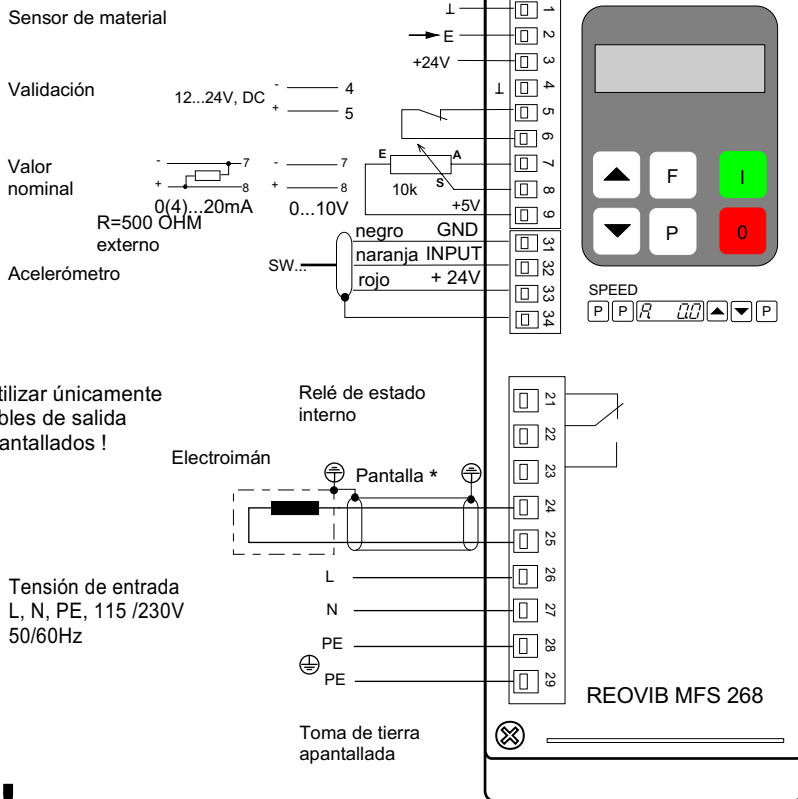 Sensor de material
⊥ 1
E 2
+24V 3
Validación
12...24V, DC
- 4
+ 5
⊥ 4
5
6
Valor
nominal
- 7
+ 8
0(4)...20mA
R=500 OHM
externo
- 7
+ 8
0...10V
E A
10k S
+5V
7
8
9
Acelerómetro
SW...
negro GND 31
naranja INPUT 32
rojo + 24V 33
34
F I
P 0
SPEED
P P A 0.0 P
tilizar únicamente
bles de salida
antallados !
Relé de estado
interno
21
22
23
Electroimán
Pantalla *
24
25
Tensión de entrada
L, N, PE, 115 /230V
50/60Hz
L 26
N 27
PE 28
PE 29
Toma de tierra
apantallada
REOVIB MFS 268